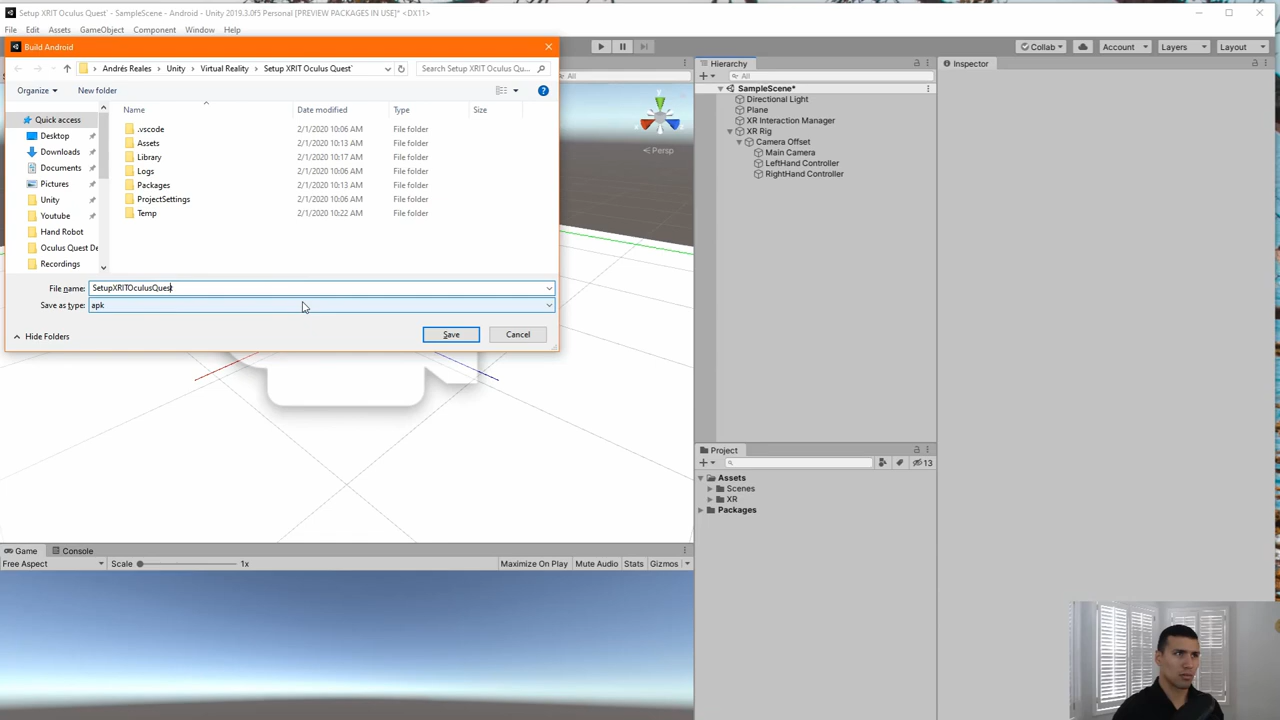 Setup XRIT Oculus Quest` - SampleScene - Android - Unity 2019.3.0f5 Personal [PREVIEW PACKAGES IN USE]* <DX11>
File Edit Assets GameObject Component Window Help
Build Android
Collab Account Layers Layout
Andrés Reales > Unity > Virtual Reality > Setup XRIT Oculus Quest`
Search Setup XRIT Oculus Qu...
All
Organize New folder
Name Date modified Type Size
Quick access
Desktop
Downloads
Documents
Pictures
Unity
Youtube
Hand Robot
Oculus Quest De
Recordings
.vscode 2/1/2020 10:06 AM File folder
Assets 2/1/2020 10:13 AM File folder
Library 2/1/2020 10:17 AM File folder
Logs 2/1/2020 10:06 AM File folder
Packages 2/1/2020 10:13 AM File folder
ProjectSettings 2/1/2020 10:06 AM File folder
Temp 2/1/2020 10:22 AM File folder
File name: SetupXRITOculusQuest
Save as type: apk
Hide Folders Save Cancel
Persp
Hierarchy
All
SampleScene*
Directional Light
Plane
XR Interaction Manager
XR Rig
Camera Offset
Main Camera
LeftHand Controller
RightHand Controller
Inspector
Project
13
Assets
Scenes
XR
Packages
Game Console
Free Aspect Scale 1x Maximize On Play Mute Audio Stats Gizmos